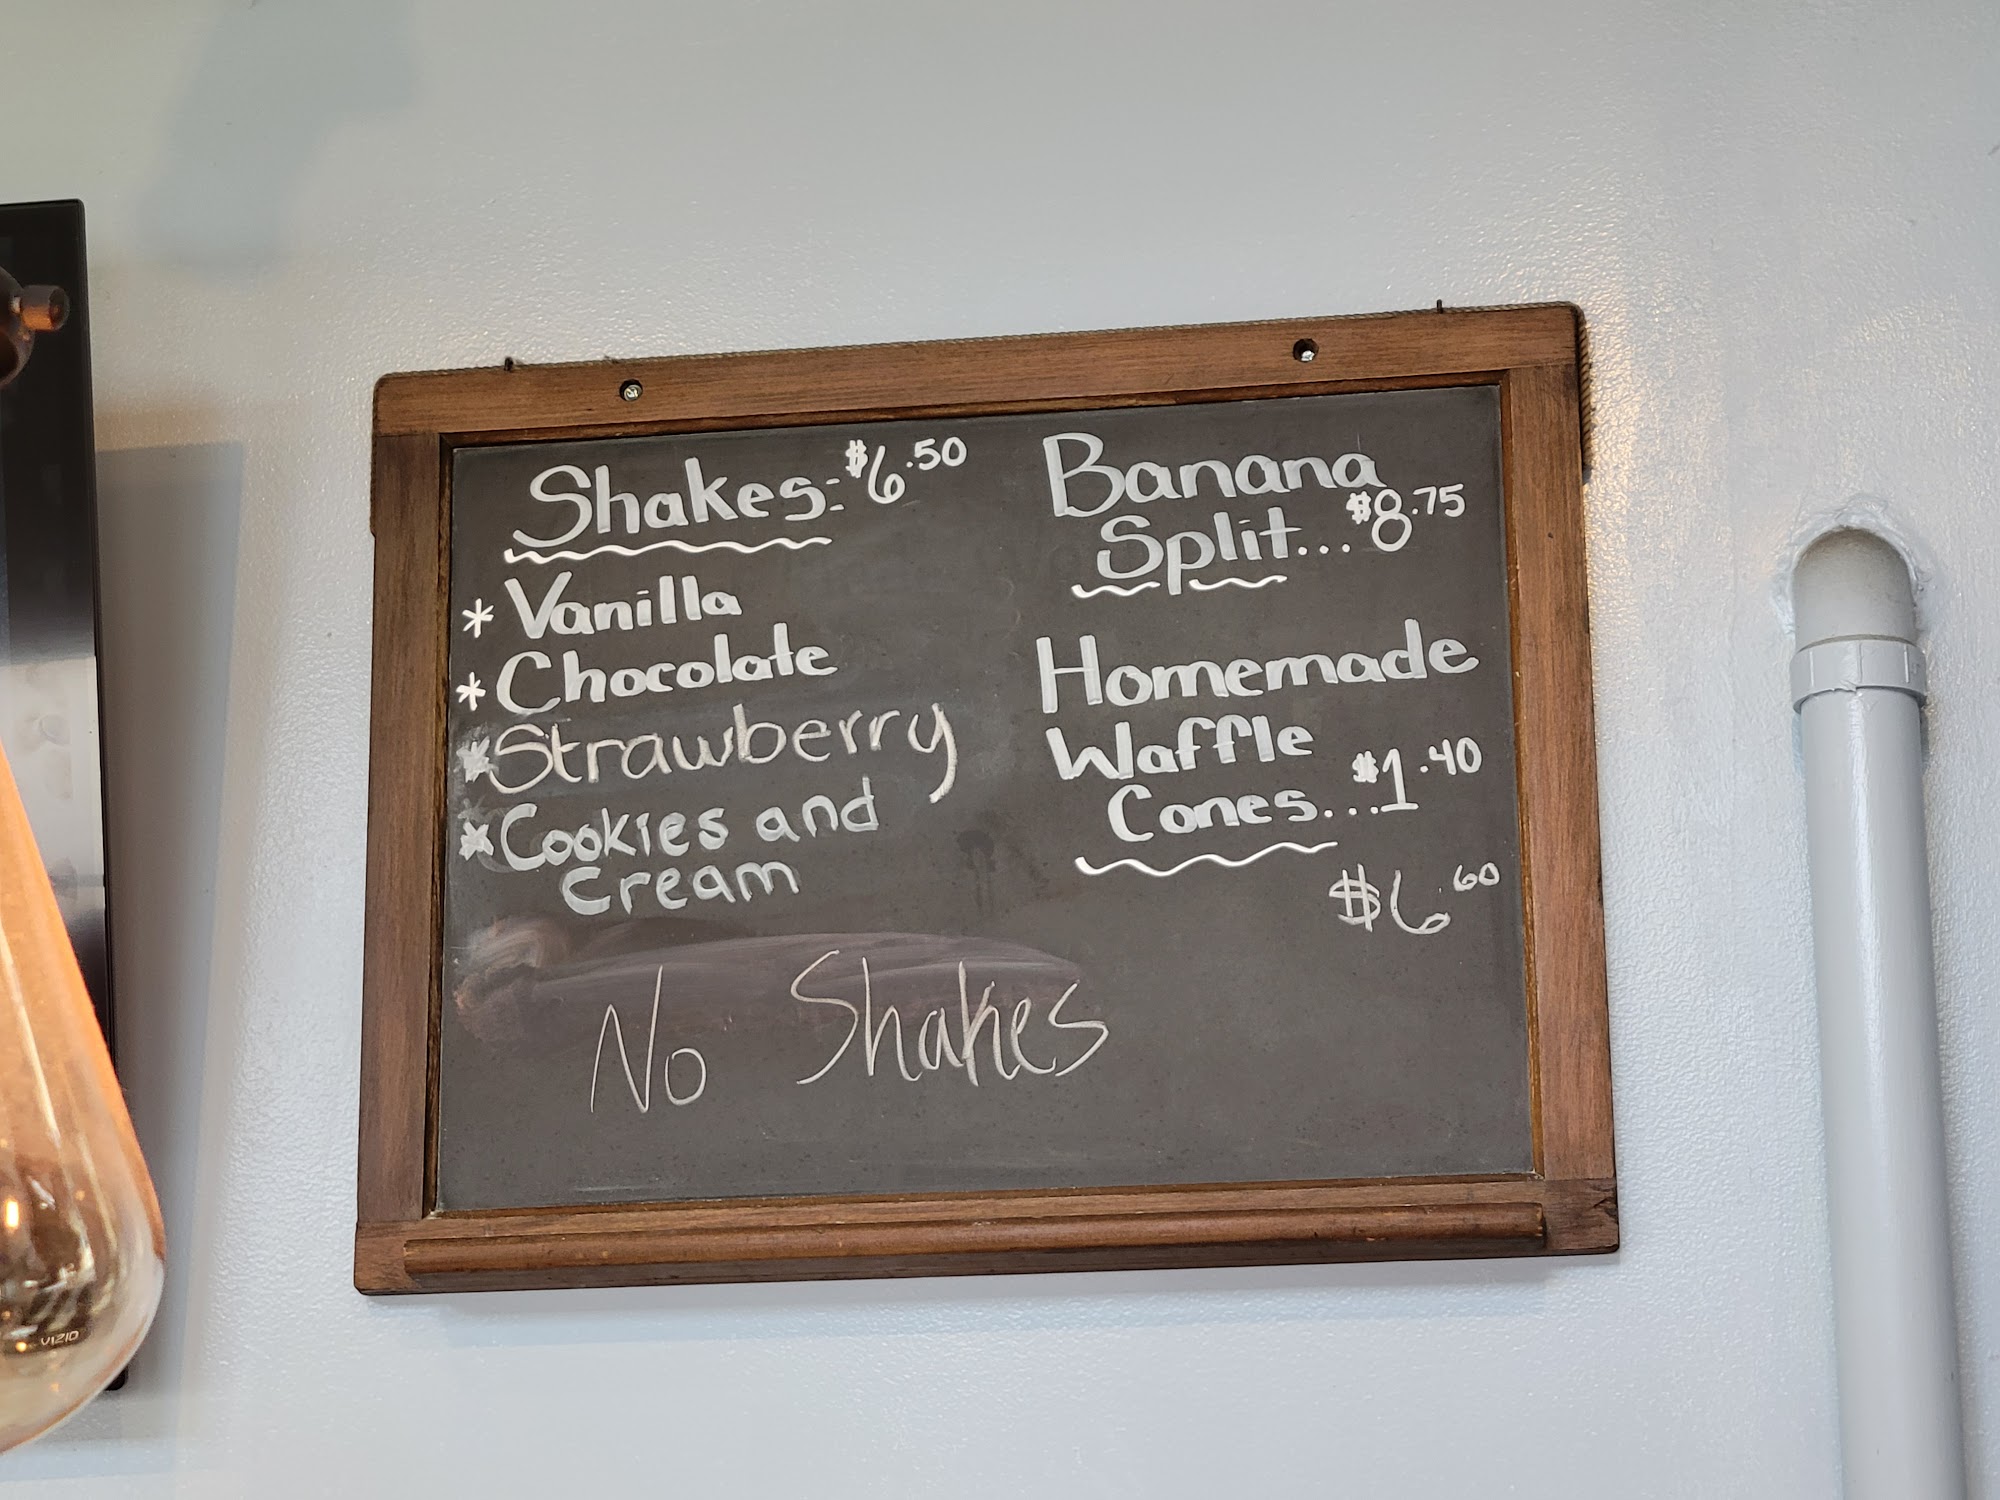 Shakes: $6.50
* Vanilla
* Chocolate
* Strawberry
* Cookies and
Cream
Banana
Split... $8.75
Homemade
Waffle
Cones... $1.40
$6.60
No Shakes
VIZIO